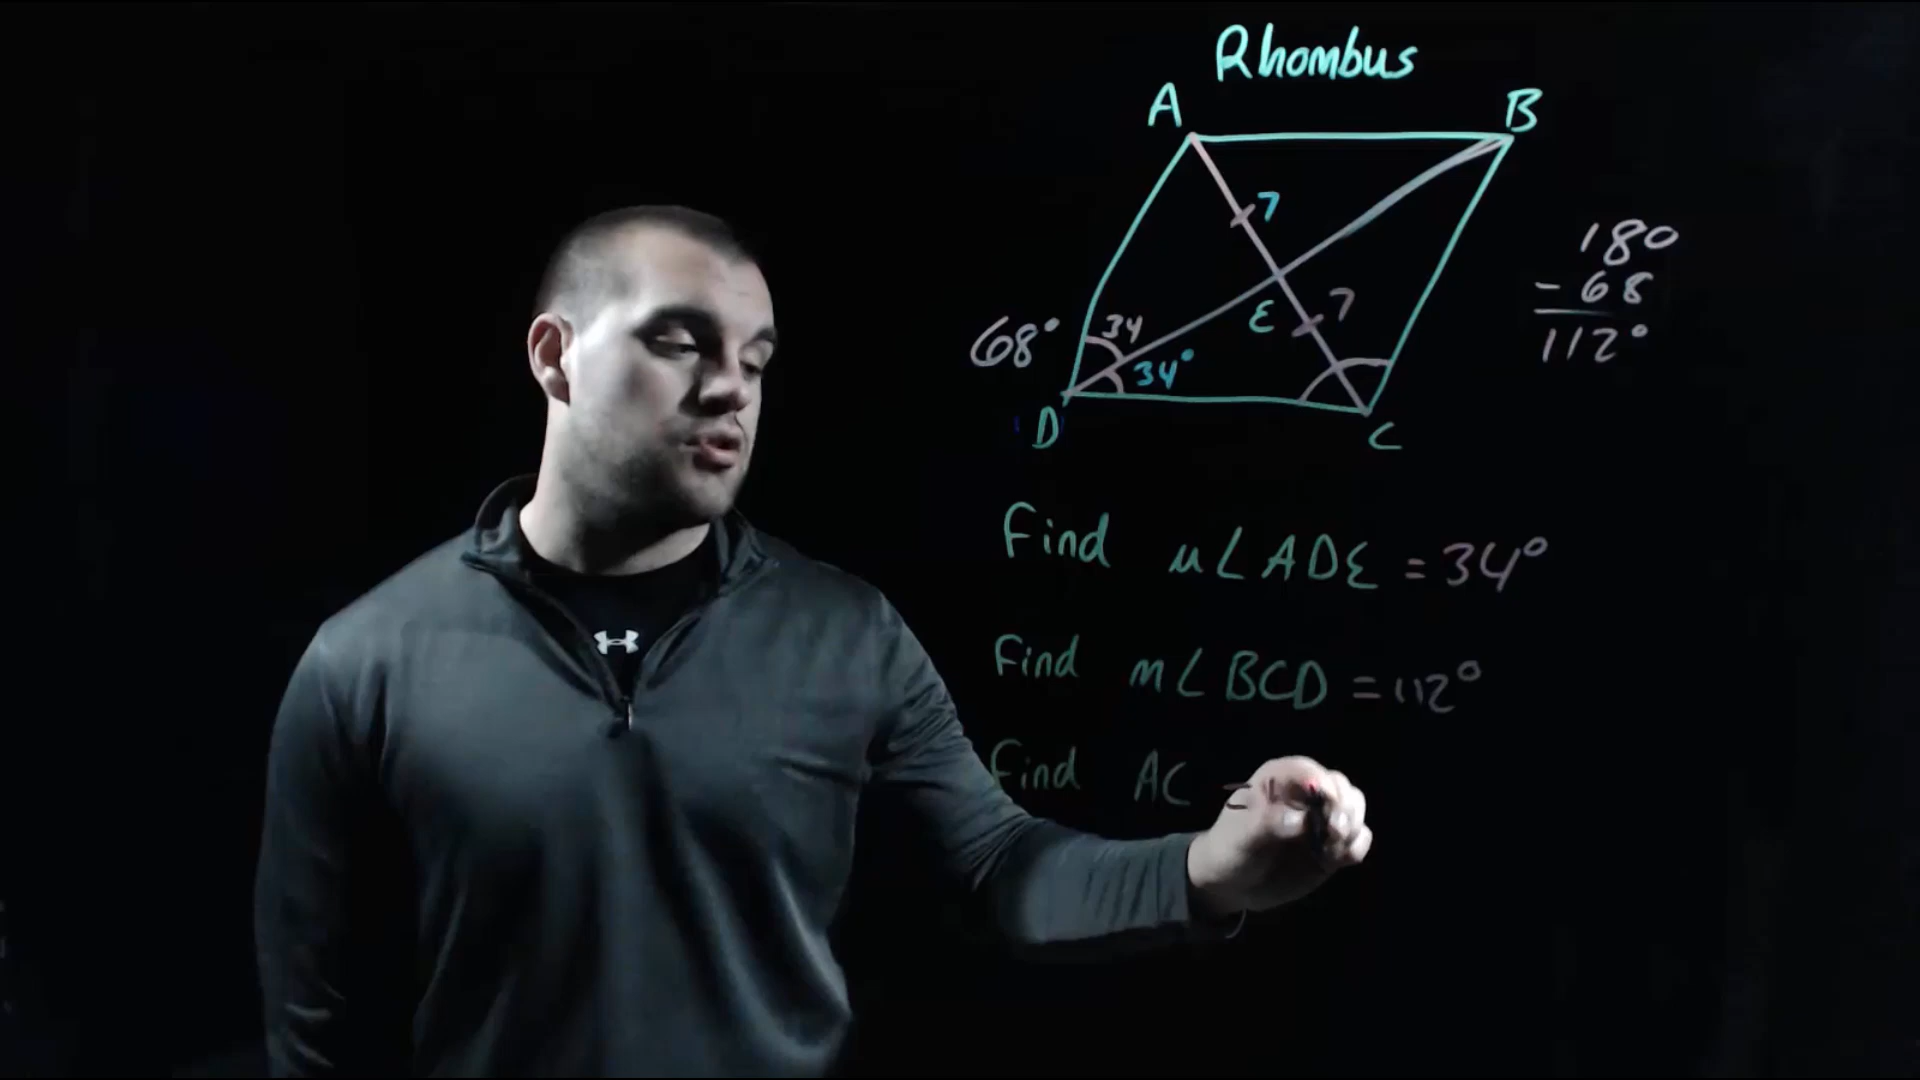 Rhombus
A
B
7
180
- 68
112°
E
7
68°
34
34°
D
C
Find m∠ADE = 34°
Find m∠BCD = 112°
Find AC =